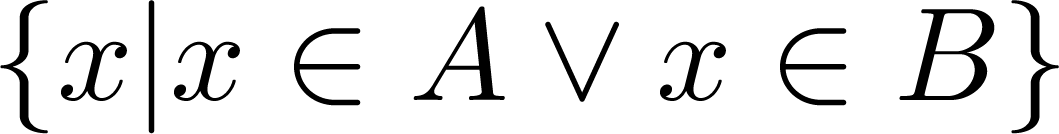 {x|x ∈ A ∨ x ∈ B}